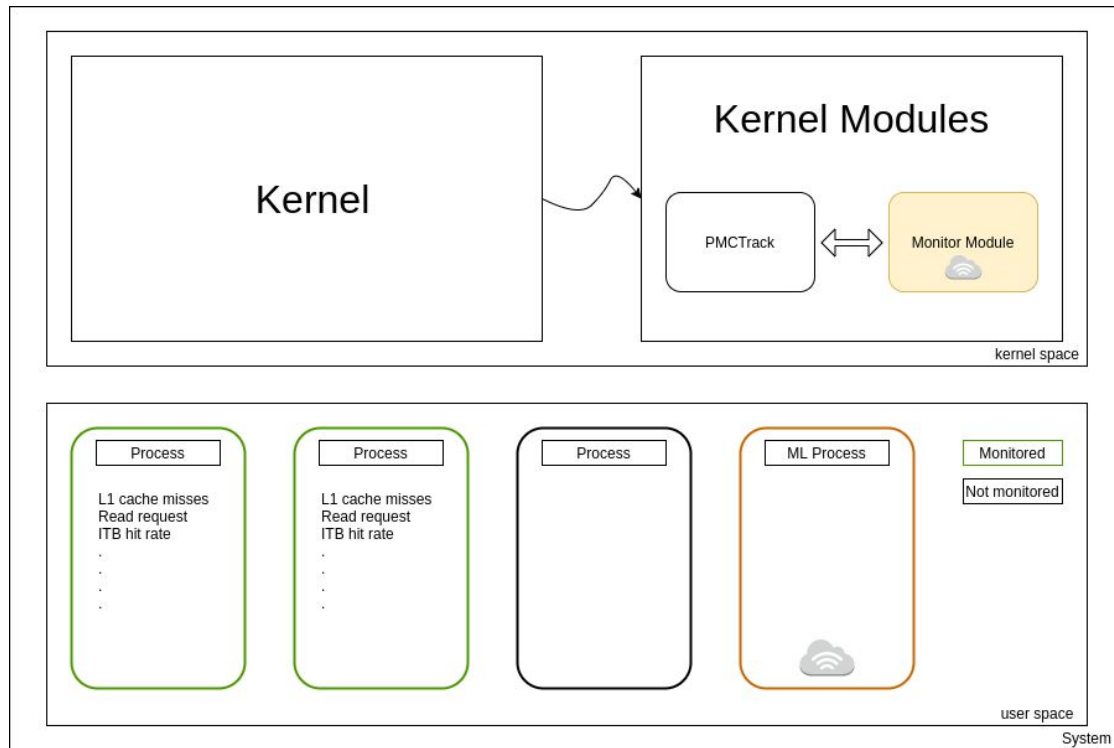 Kernel
Kernel Modules
PMCTrack
Monitor Module
kernel space
Process
L1 cache misses
Read request
ITB hit rate
.
.
.
.
Process
L1 cache misses
Read request
ITB hit rate
.
.
.
.
Process
ML Process
Monitored
Not monitored
user space
System